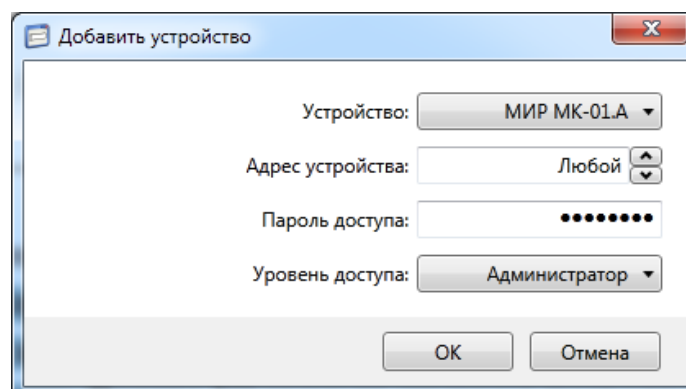 Добавить устройство
Устройство: МИР МК-01.А
Адрес устройства: Любой
Пароль доступа: ••••••••
Уровень доступа: Администратор
ОК Отмена